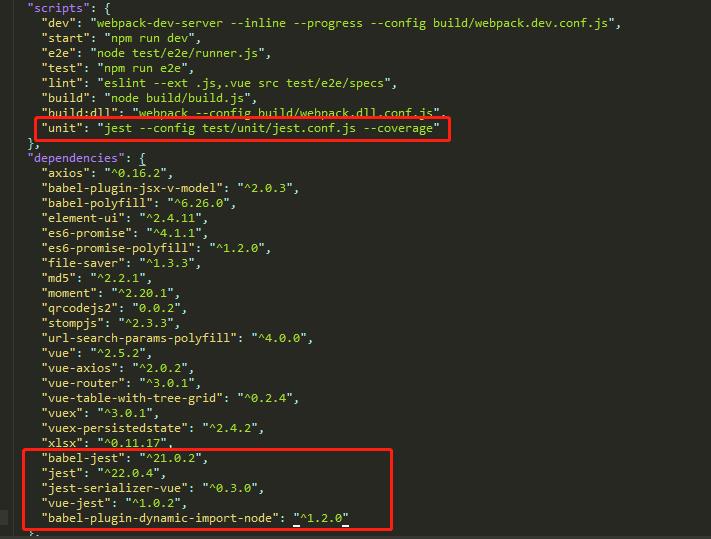 "scripts": {
"dev": "webpack-dev-server --inline --progress --config build/webpack.dev.conf.js",
"start": "npm run dev",
"e2e": "node test/e2e/runner.js",
"test": "npm run e2e",
"lint": "eslint --ext .js,.vue src test/e2e/specs",
"build": "node build/build.js",
"build:dll": "webpack --config build/webpack.dll.conf.js",
"unit": "jest --config test/unit/jest.conf.js --coverage"
},
"dependencies": {
"axios": "^0.16.2",
"babel-plugin-jsx-v-model": "^2.0.3",
"babel-polyfill": "^6.26.0",
"element-ui": "^2.4.11",
"es6-promise": "^4.1.1",
"es6-promise-polyfill": "^1.2.0",
"file-saver": "^1.3.3",
"md5": "^2.2.1",
"moment": "^2.20.1",
"qrcodejs2": "0.0.2",
"stompjs": "^2.3.3",
"url-search-params-polyfill": "^4.0.0",
"vue": "^2.5.2",
"vue-axios": "^2.0.2",
"vue-router": "^3.0.1",
"vue-table-with-tree-grid": "^0.2.4",
"vuex": "^3.0.1",
"vuex-persistedstate": "^2.4.2",
"xlsx": "^0.11.17",
"babel-jest": "^21.0.2",
"jest": "^22.0.4",
"jest-serializer-vue": "^0.3.0",
"vue-jest": "^1.0.2",
"babel-plugin-dynamic-import-node": "^1.2.0"
},